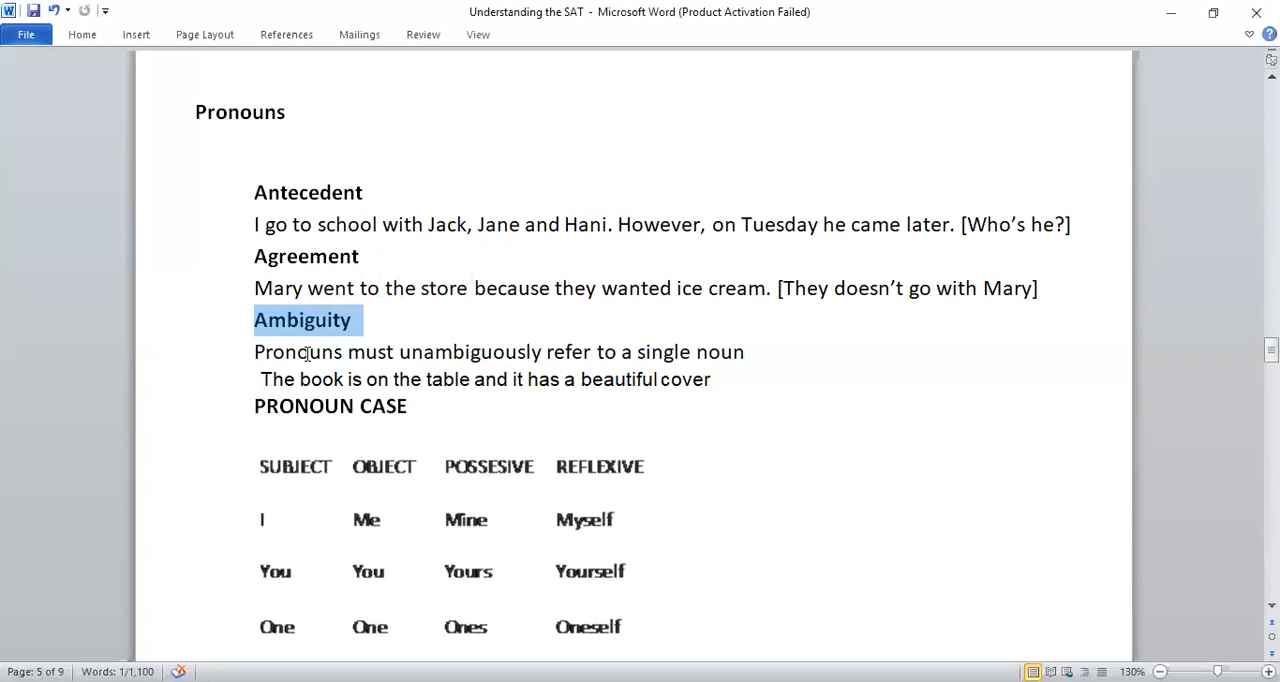 Understanding the SAT - Microsoft Word (Product Activation Failed)
File Home Insert Page Layout References Mailings Review View
Pronouns
Antecedent
I go to school with Jack, Jane and Hani. However, on Tuesday he came later. [Who’s he?]
Agreement
Mary went to the store because they wanted ice cream. [They doesn’t go with Mary]
Ambiguity
Pronouns must unambiguously refer to a single noun
The book is on the table and it has a beautiful cover
PRONOUN CASE
SUBJECT OBJECT POSSESIVE REFLEXIVE
I Me Mine Myself
You You Yours Yourself
One One Ones Oneself
Page: 5 of 9 Words: 1/1,100 130%